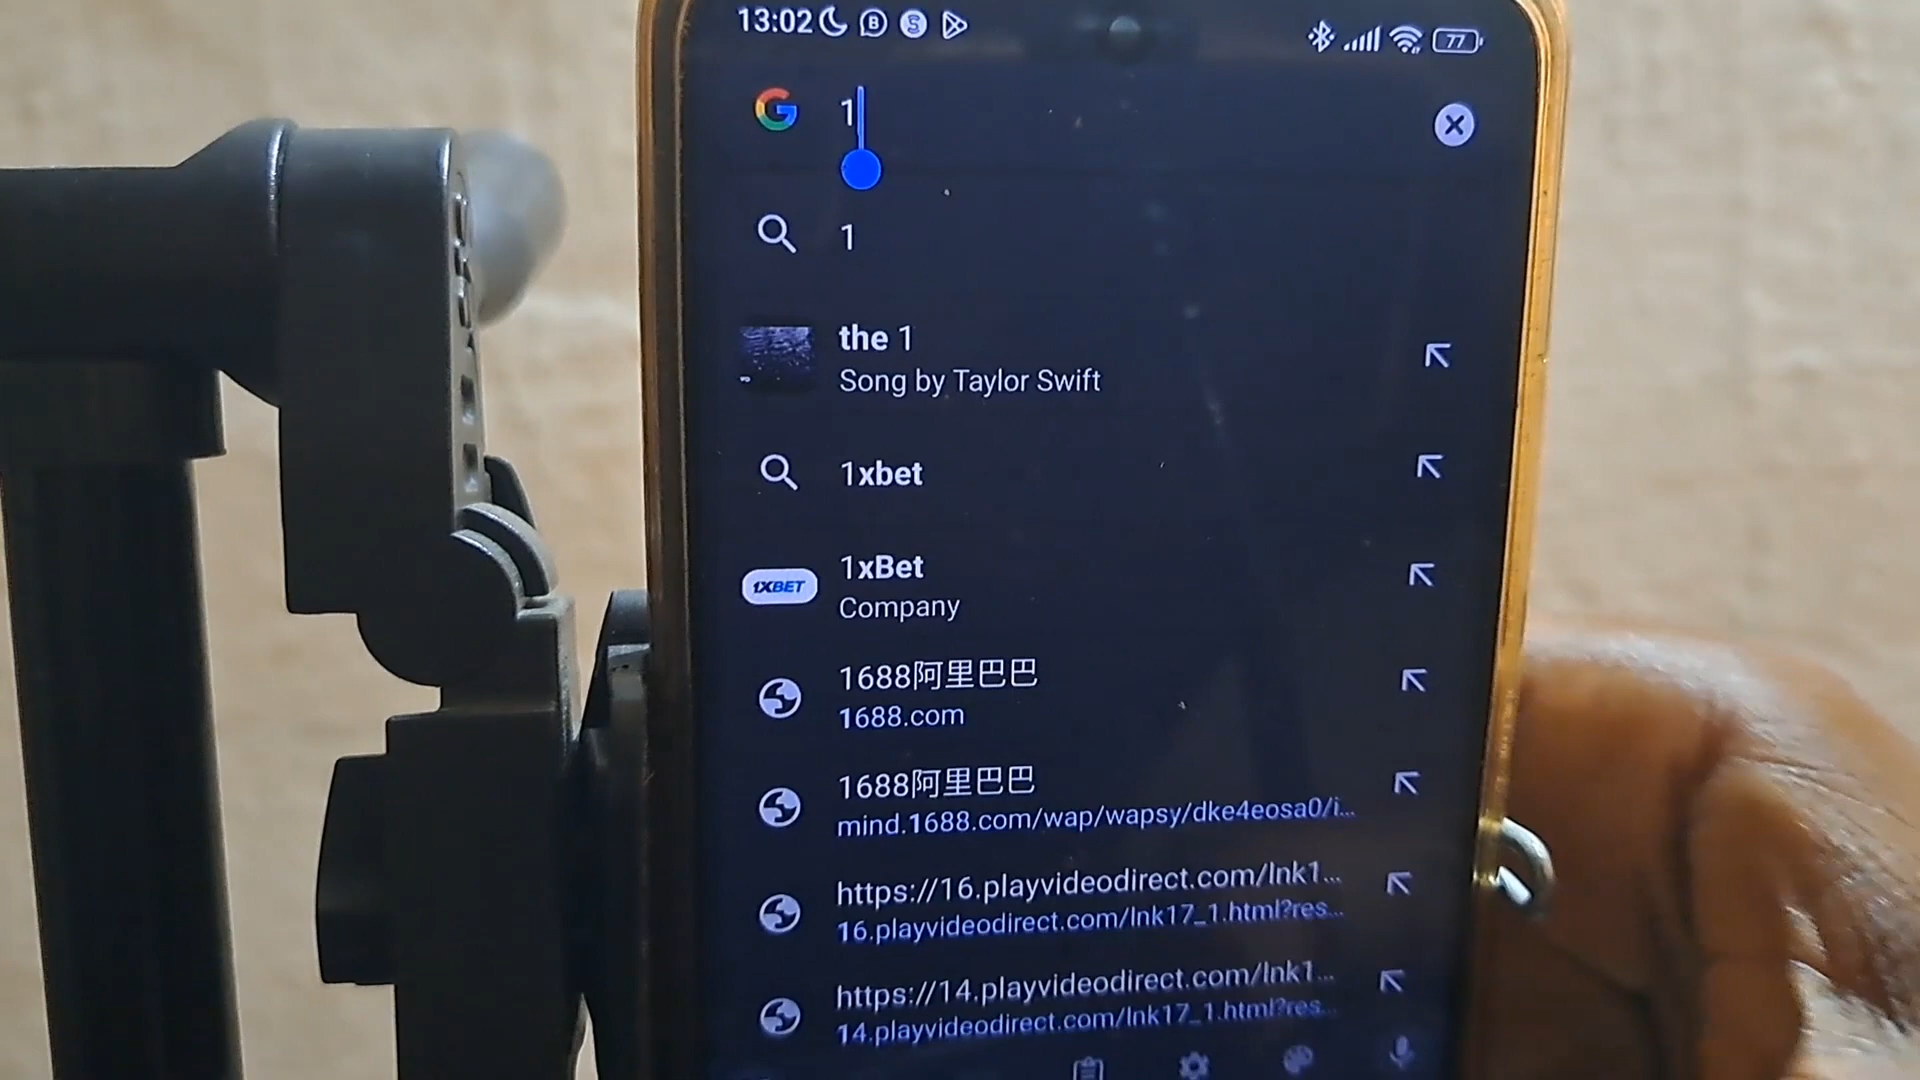 13:02
77
1
1
the 1
Song by Taylor Swift
1xbet
1XBET
1xBet
Company
1688阿里巴巴
1688.com
1688阿里巴巴
mind.1688.com/wap/wapsy/dke4eosa0/i...
https://16.playvideodirect.com/lnk1...
16.playvideodirect.com/lnk17_1.html?res...
https://14.playvideodirect.com/lnk1...
14.playvideodirect.com/lnk17_1.html?res...